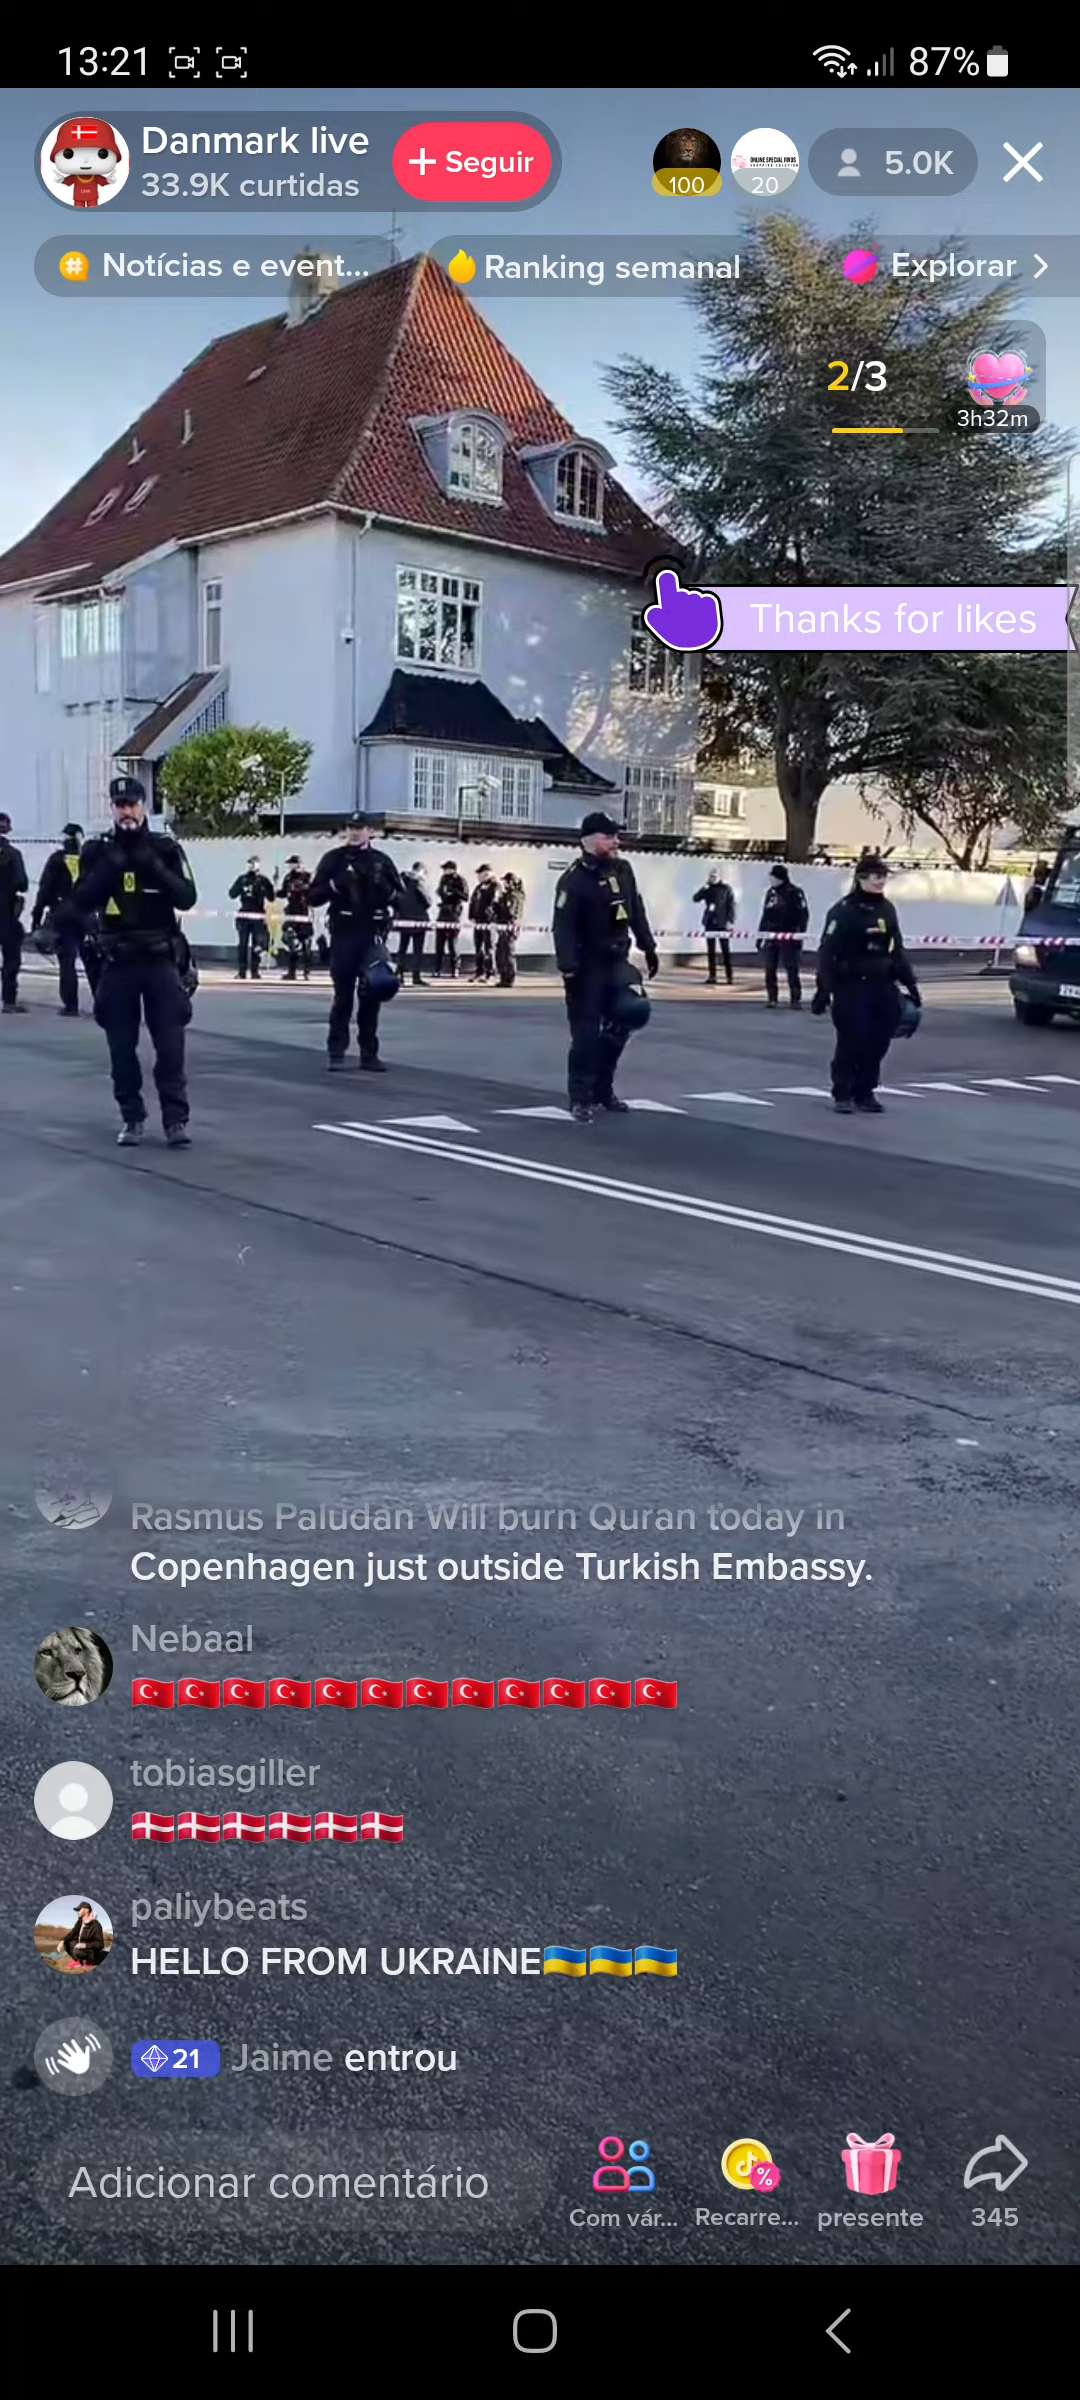 13:21
87%
Danmark live
33.9K curtidas
+ Seguir
100
20
5.0K
Notícias e event...
Ranking semanal
Explorar
2/3
3h32m
Thanks for likes
Rasmus Paludan Will burn Quran today in
Copenhagen just outside Turkish Embassy.
Nebaal
🇹🇷🇹🇷🇹🇷🇹🇷🇹🇷🇹🇷🇹🇷🇹🇷🇹🇷🇹🇷🇹🇷🇹🇷
tobiasgiller
🇩🇰🇩🇰🇩🇰🇩🇰🇩🇰🇩🇰
paliybeats
HELLO FROM UKRAINE🇺🇦🇺🇦🇺🇦
21 Jaime entrou
Adicionar comentário
Com vár...
Recarre...
presente
345